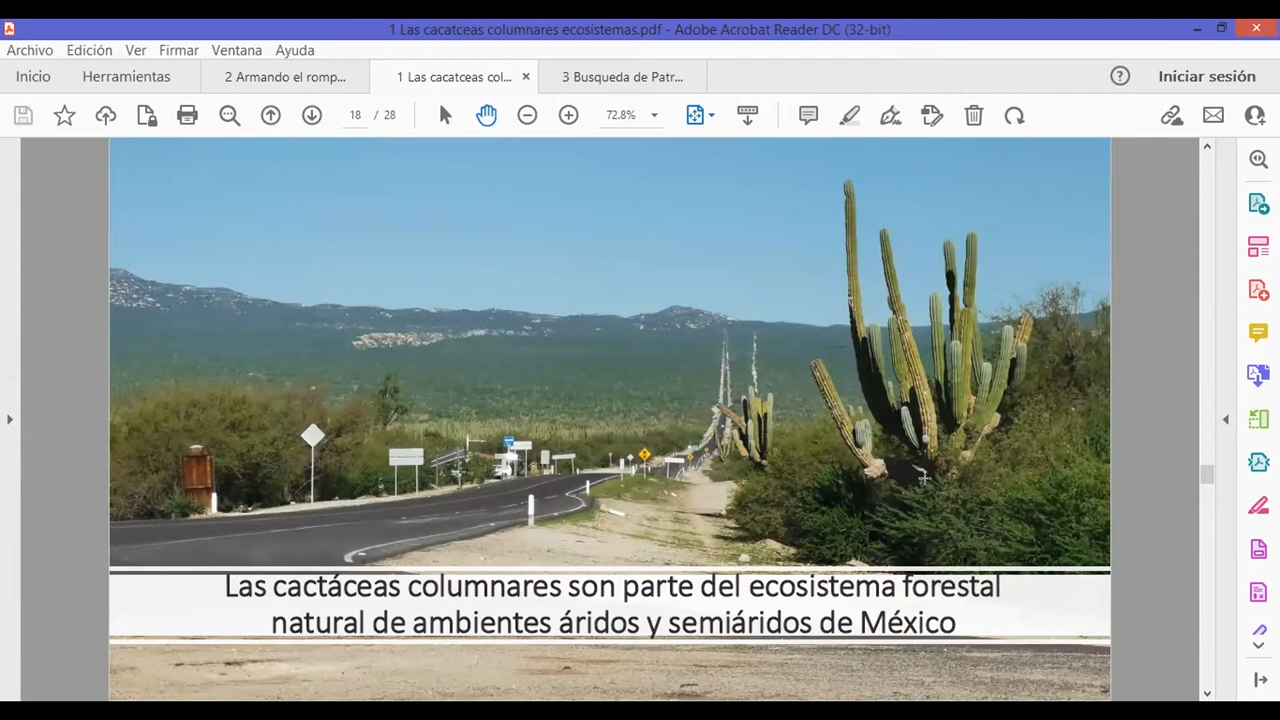 1 Las cacatceas columnares ecosistemas.pdf - Adobe Acrobat Reader DC (32-bit)
Archivo Edición Ver Firmar Ventana Ayuda
Inicio Herramientas 2 Armando el romp... 1 Las cacatceas col... 3 Busqueda de Patr... Iniciar sesión
18 / 28 72.8%
Las cactáceas columnares son parte del ecosistema forestal
natural de ambientes áridos y semiáridos de México